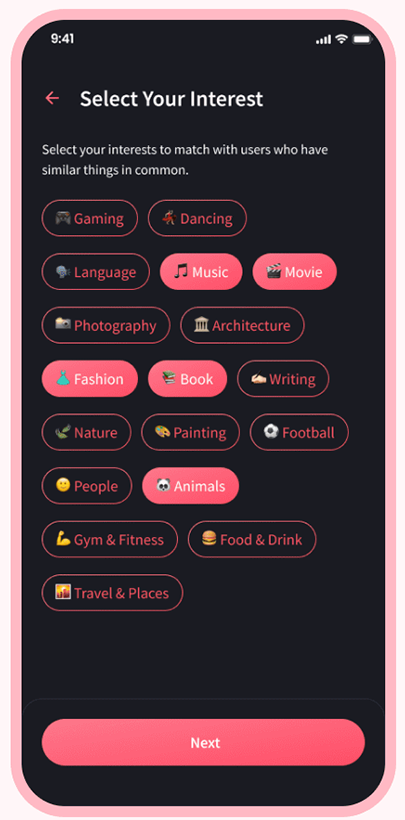 9:41
Select Your Interest
Select your interests to match with users who have
similar things in common.
Gaming Dancing
Language Music Movie
Photography Architecture
Fashion Book Writing
Nature Painting Football
People Animals
Gym & Fitness Food & Drink
Travel & Places
Next